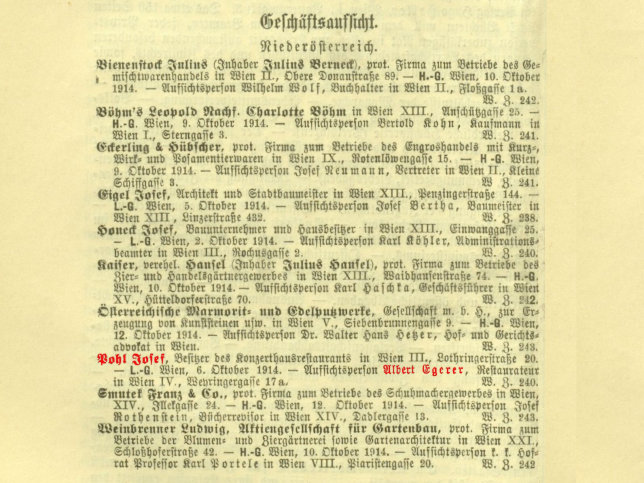 Geschäftsaufsicht.
Niederösterreich.
Bienenstock Julius (Inhaber Julius Berneck), prot. Firma zum Betriebe des Ge-
mischtwarenhandels in Wien II., Obere Donaustraße 89. — H.-G. Wien, 10. Oktober
1914. — Aufsichtsperson Wilhelm Wolf, Buchhalter in Wien II., Floßgasse 1a.
W. Z. 242.
Böhm's Leopold Nachf. Charlotte Böhm in Wien XIII., Anschützgasse 25. —
H.-G. Wien, 9. Oktober 1914. — Aufsichtsperson Bertold Kohn, Kaufmann in
Wien I., Sterngasse 3. W. Z. 241.
Eckerling & Hübscher, prot. Firma zum Betriebe des Engroshandels mit Kurz-,
Wirk- und Posamentierwaren in Wien IX., Rotenlöwengasse 15. — H.-G. Wien,
9. Oktober 1914. — Aufsichtsperson Josef Neumann, Vertreter in Wien II., Kleine
Schiffgasse 3. W. Z. 241.
Eigel Josef, Architekt und Stadtbaumeister in Wien XIII., Penzingerstraße 144. —
L.-G. Wien, 5. Oktober 1914. — Aufsichtsperson Josef Bertha, Baumeister in
Wien XIII, Linzerstraße 432. W. Z. 238.
Honeck Josef, Bauunternehmer und Hausbesitzer in Wien XIII., Einwanggasse 25.
— L.-G. Wien, 2. Oktober 1914. — Aufsichtsperson Karl Köhler, Administrations-
beamter in Wien III., Rochusgasse 2. W. Z. 240.
Kaiser, verehel. Hansel (Inhaber Julius Hansel), prot. Firma zum Betriebe des
Zier- und Handelsgärtnergewerbes in Wien XIII., Waidhausenstraße 74. — H.-G.
Wien, 10. Oktober 1914. — Aufsichtsperson Karl Haschka, Geschäftsführer in Wien
XV., Hütteldorferstraße 70. W. Z. 242.
Österreichische Marmorit- und Edelputzwerke, Gesellschaft m. b. H., zur Er-
zeugung von Kunststeinen usw. in Wien V., Siebenbrunnengasse 9. — H.-G. Wien,
12. Oktober 1914. — Aufsichtsperson Dr. Walter Hans Hetzer, Hof- und Gerichts-
advokat in Wien. W. Z. 243.
Pohl Josef, Besitzer des Konzerthausrestaurants in Wien III., Lothringerstraße 20.
— L.-G. Wien, 6. Oktober 1914. — Aufsichtsperson Albert Egerer, Restaurateur
in Wien IV., Weyringergasse 17a. W. Z. 240.
Smutek Franz & Co., prot. Firma zum Betriebe des Schuhmachergewerbes in Wien,
XIV., Illekgasse 24. — H.-G. Wien, 12. Oktober 1914. — Aufsichtsperson Josef
Rothenstein, Bücherrevisor in Wien XIV., Dadlergasse 13. W. Z. 243.
Weinbrenner Ludwig, Aktiengesellschaft für Gartenbau, prot. Firma zum
Betriebe der Blumen- und Ziergärtnerei sowie Gartenarchitektur in Wien XXI.,
Schloßhoferstraße 42. — H.-G. Wien, 10. Oktober 1914. — Aufsichtsperson k. k. Hof-
rat Professor Karl Portele in Wien VIII., Piaristengasse 20. W. Z. 242